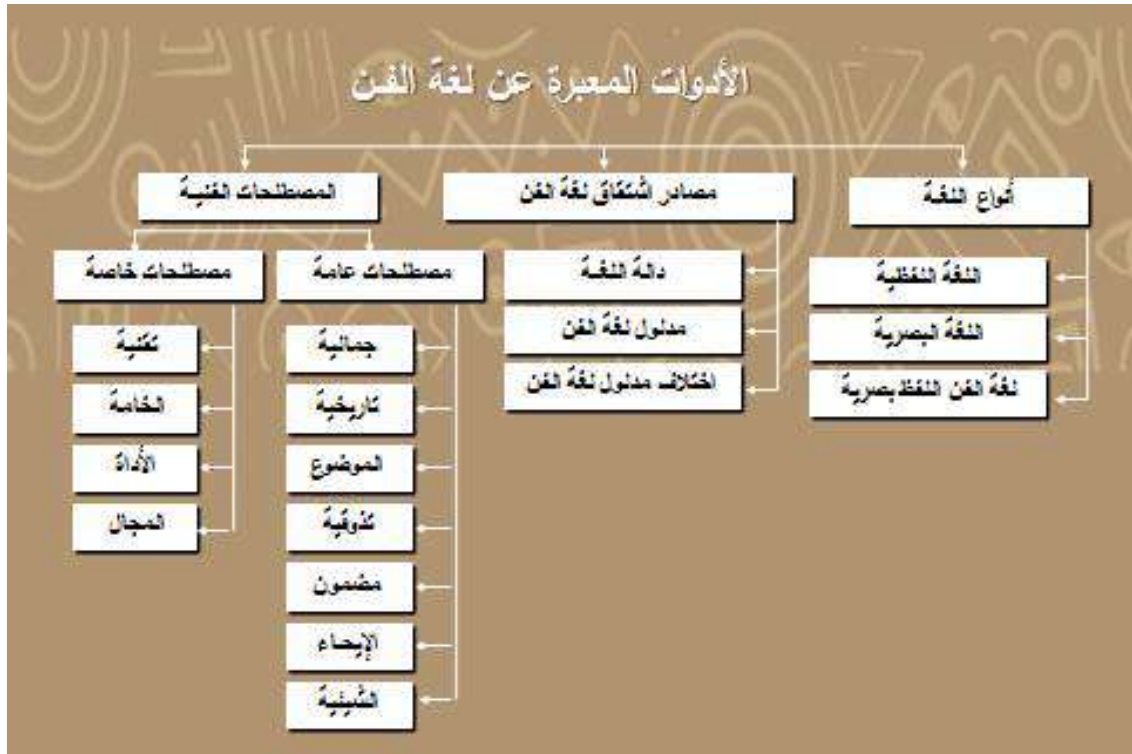 الأدوات المعبرة عن لغة الفن
أنواع اللغة
مصادر اشتقاق لغة الفن
المصطلحات الفنية
اللغة اللفظية
اللغة البصرية
لغة الفن اللفظبصرية
دالة اللغة
مدلول لغة الفن
اختلاف مدلول لغة الفن
مصطلحات عامة
مصطلحات خاصة
جمالية
تاريخية
الموضوع
تذوقية
مضمون
الإيحاء
الشيئية
تقنية
الخامة
الأداة
المجال